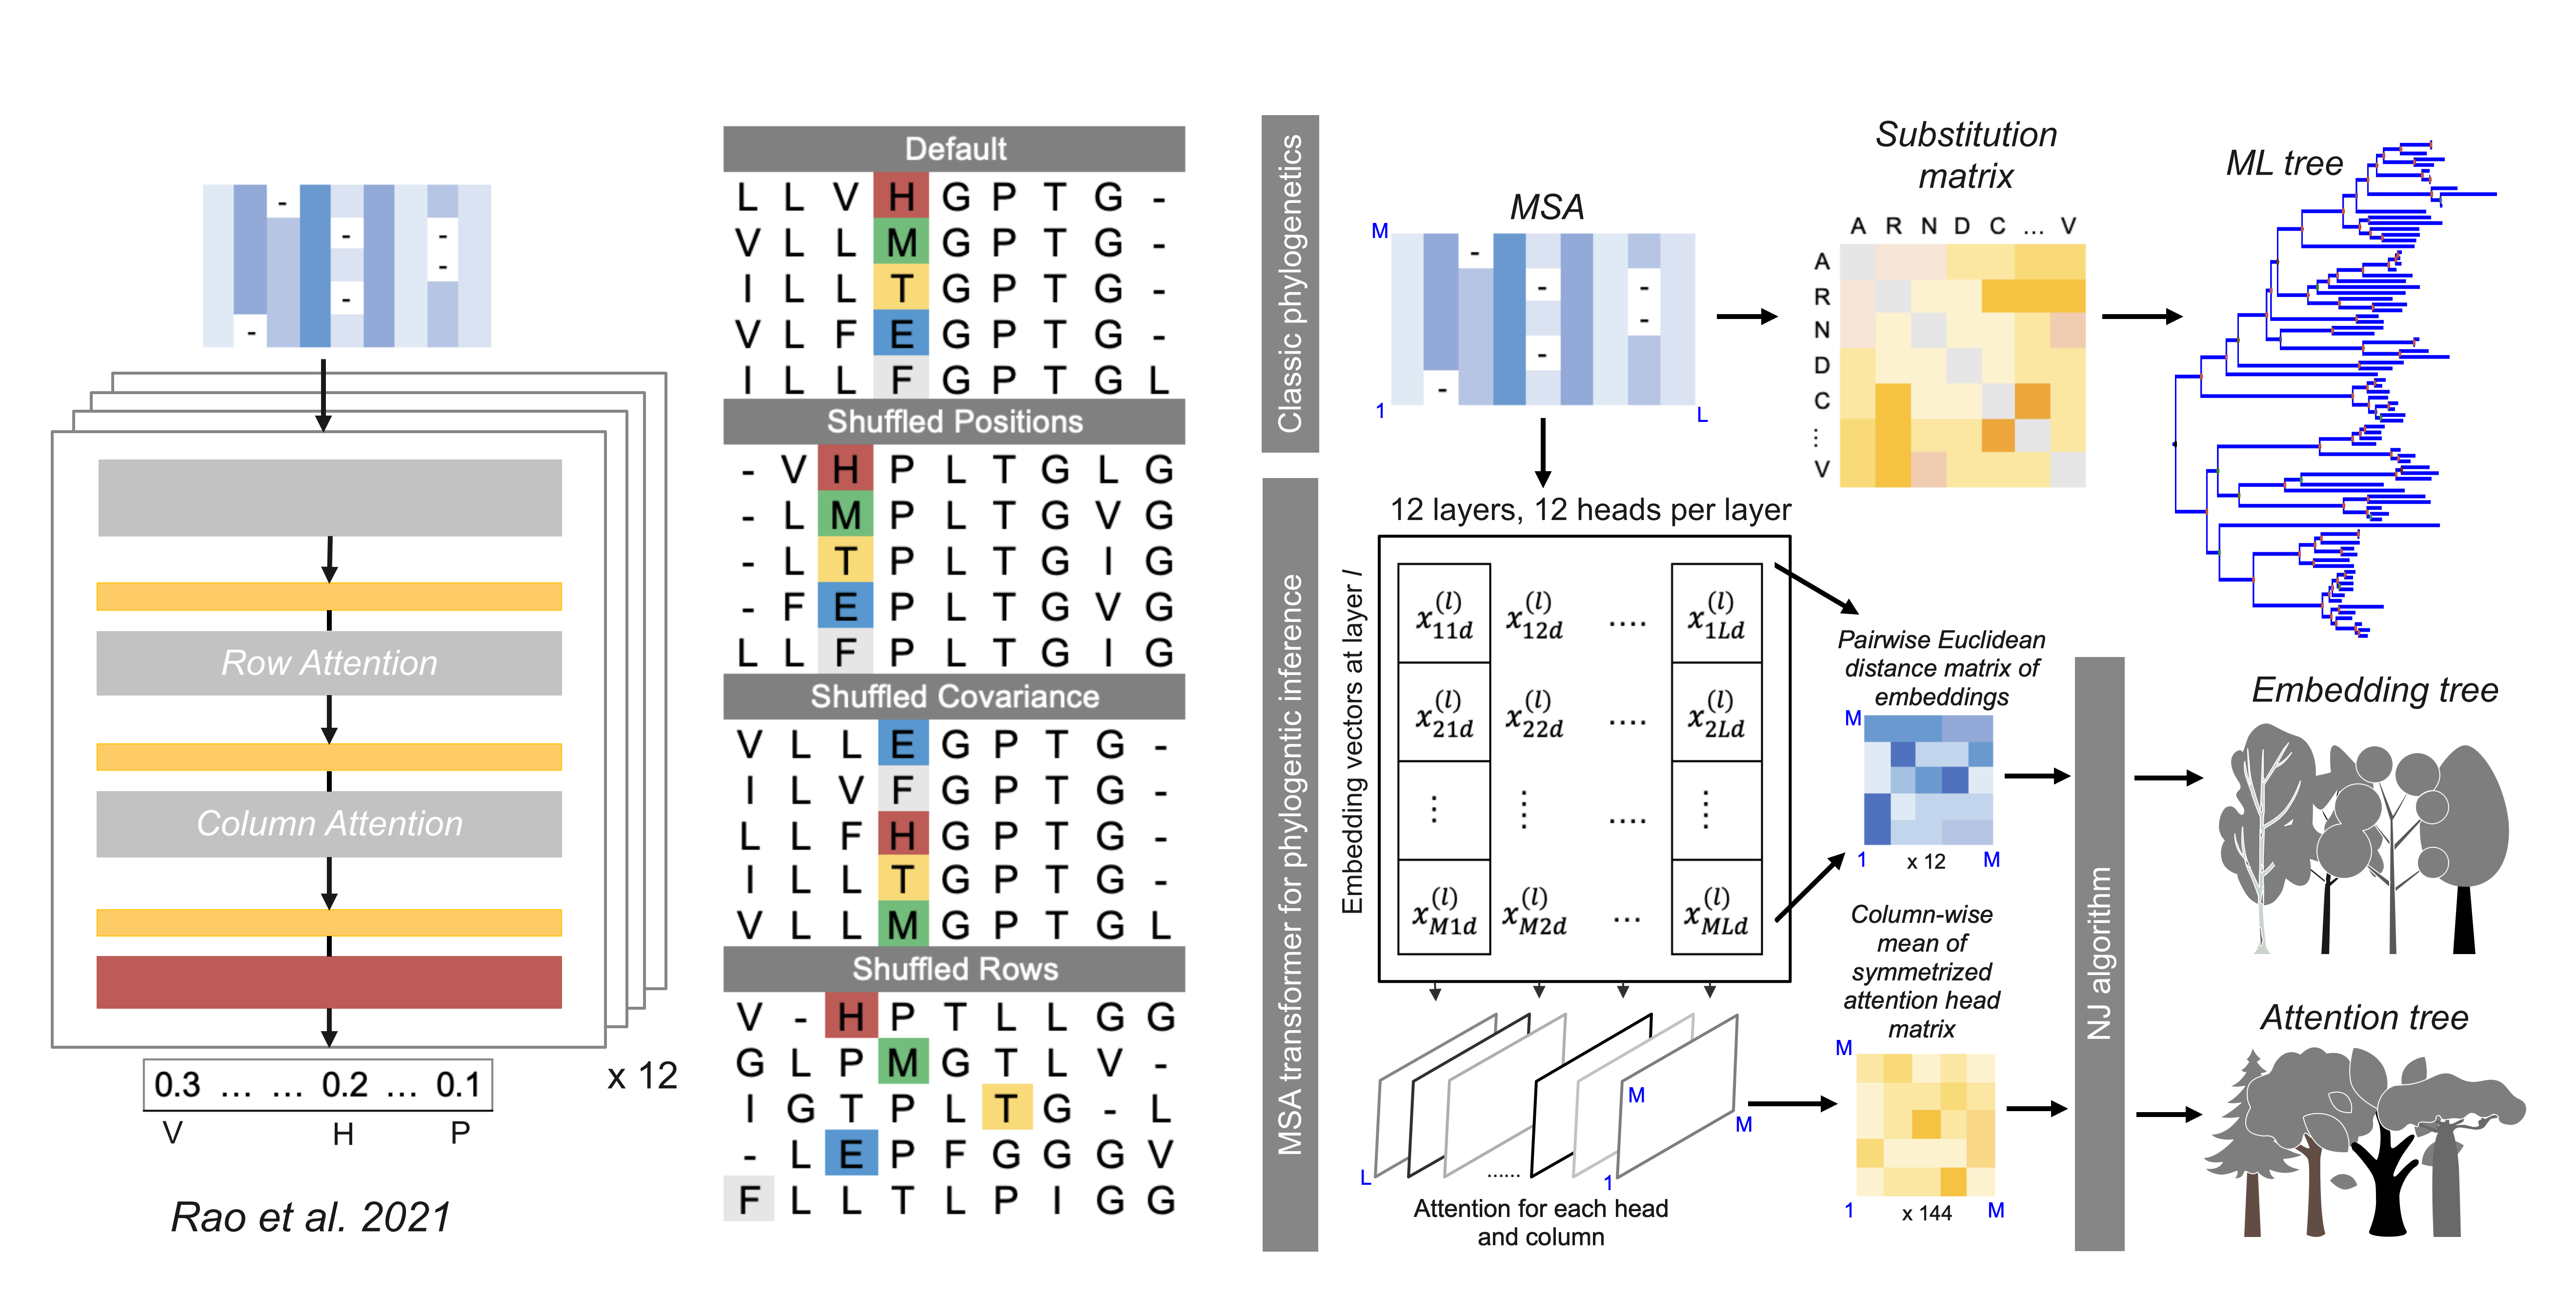 -
- -
-
-
-
Row Attention
Column Attention
0.3 ... ... 0.2 ... 0.1
V H P
x 12
Rao et al. 2021
Default
L L V H G P T G -
V L L M G P T G -
I L L T G P T G -
V L F E G P T G -
I L L F G P T G L
Shuffled Positions
- V H P L T G L G
- L M P L T G V G
- L T P L T G I G
- F E P L T G V G
L L F P L T G I G
Shuffled Covariance
V L L E G P T G -
I L V F G P T G -
L L F H G P T G -
I L L T G P T G -
V L L M G P T G L
Shuffled Rows
V - H P T L L G G
G L P M G T L V -
I G T P L T G - L
- L E P F G G G V
F L L T L P I G G
Classic phylogenetics
MSA
M
-
- -
-
-
-
1 L
Substitution
matrix
A R N D C ... V
A
R
N
D
C
⋮
V
ML tree
MSA transformer for phylogentic inference
12 layers, 12 heads per layer
Embedding vectors at layer l
x_{11d}^{(l)} x_{12d}^{(l)} .... x_{1Ld}^{(l)}
x_{21d}^{(l)} x_{22d}^{(l)} .... x_{2Ld}^{(l)}
⋮ ⋮ .... ⋮
x_{M1d}^{(l)} x_{M2d}^{(l)} ... x_{MLd}^{(l)}
Pairwise Euclidean
distance matrix of
embeddings
M
1 x 12 M
M
M
L ...... 1
Attention for each head
and column
Column-wise
mean of
symmetrized
attention head
matrix
M
1 x 144 M
NJ algorithm
Embedding tree
Attention tree